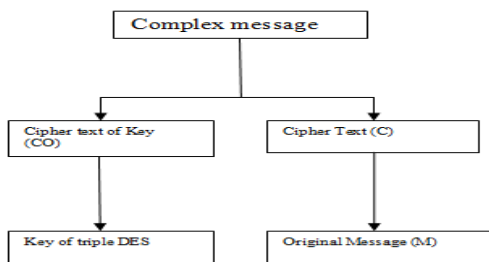 Complex message
Cipher text of Key
(CO)
Cipher Text (C)
Key of triple DES
Original Message (M)